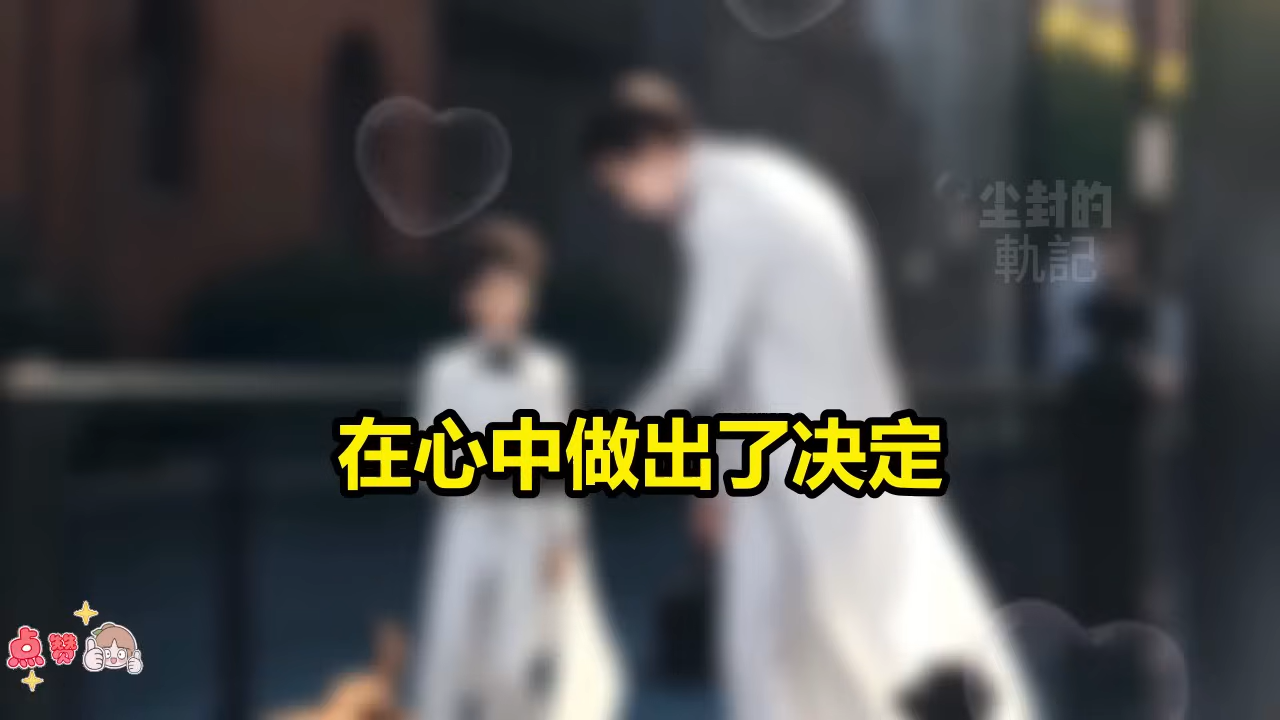 尘封的
軌記
在心中做出了决定
点赞